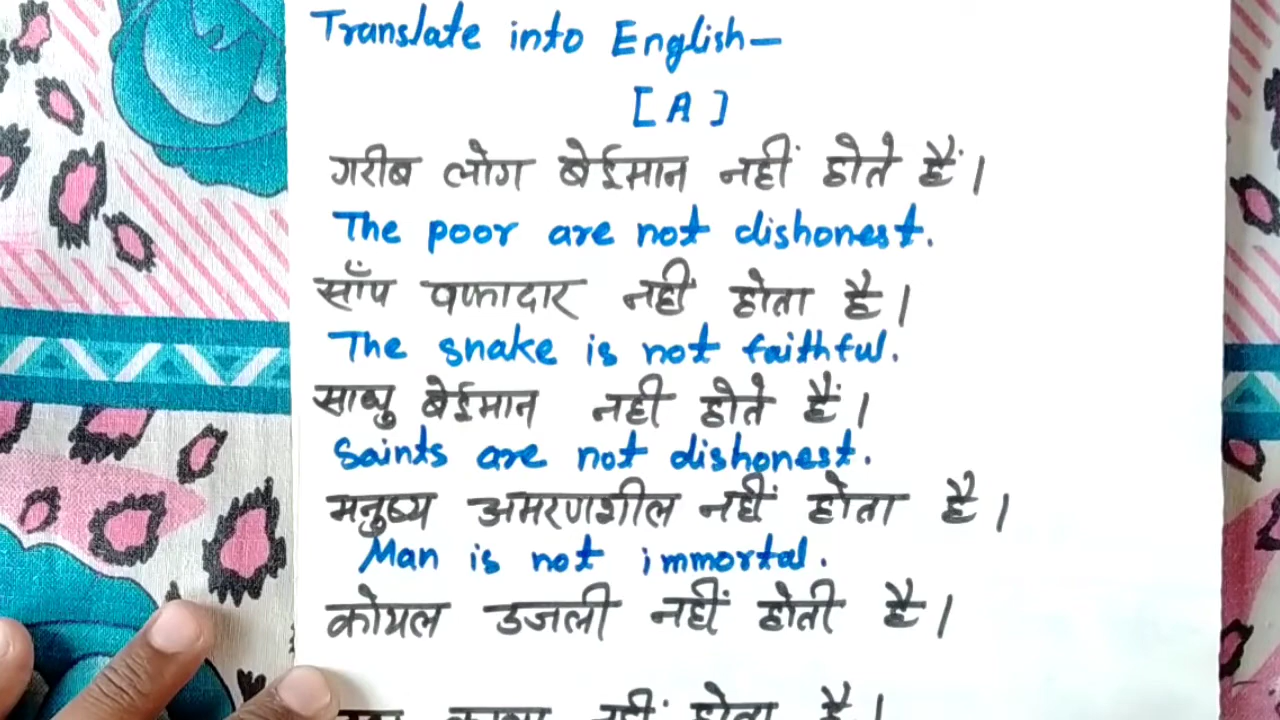 Translate into English—
[A]
गरीब लोग बेईमान नहीं होते हैं।
The poor are not dishonest.
साँप वफादार नहीं होता है।
The snake is not faithful.
साधु बेईमान नही होते हैं।
Saints are not dishonest.
मनुष्य अमरणशील नहीं होता है।
Man is not immortal.
कोयल उजली नहीं होती है।
नहीं होता है।